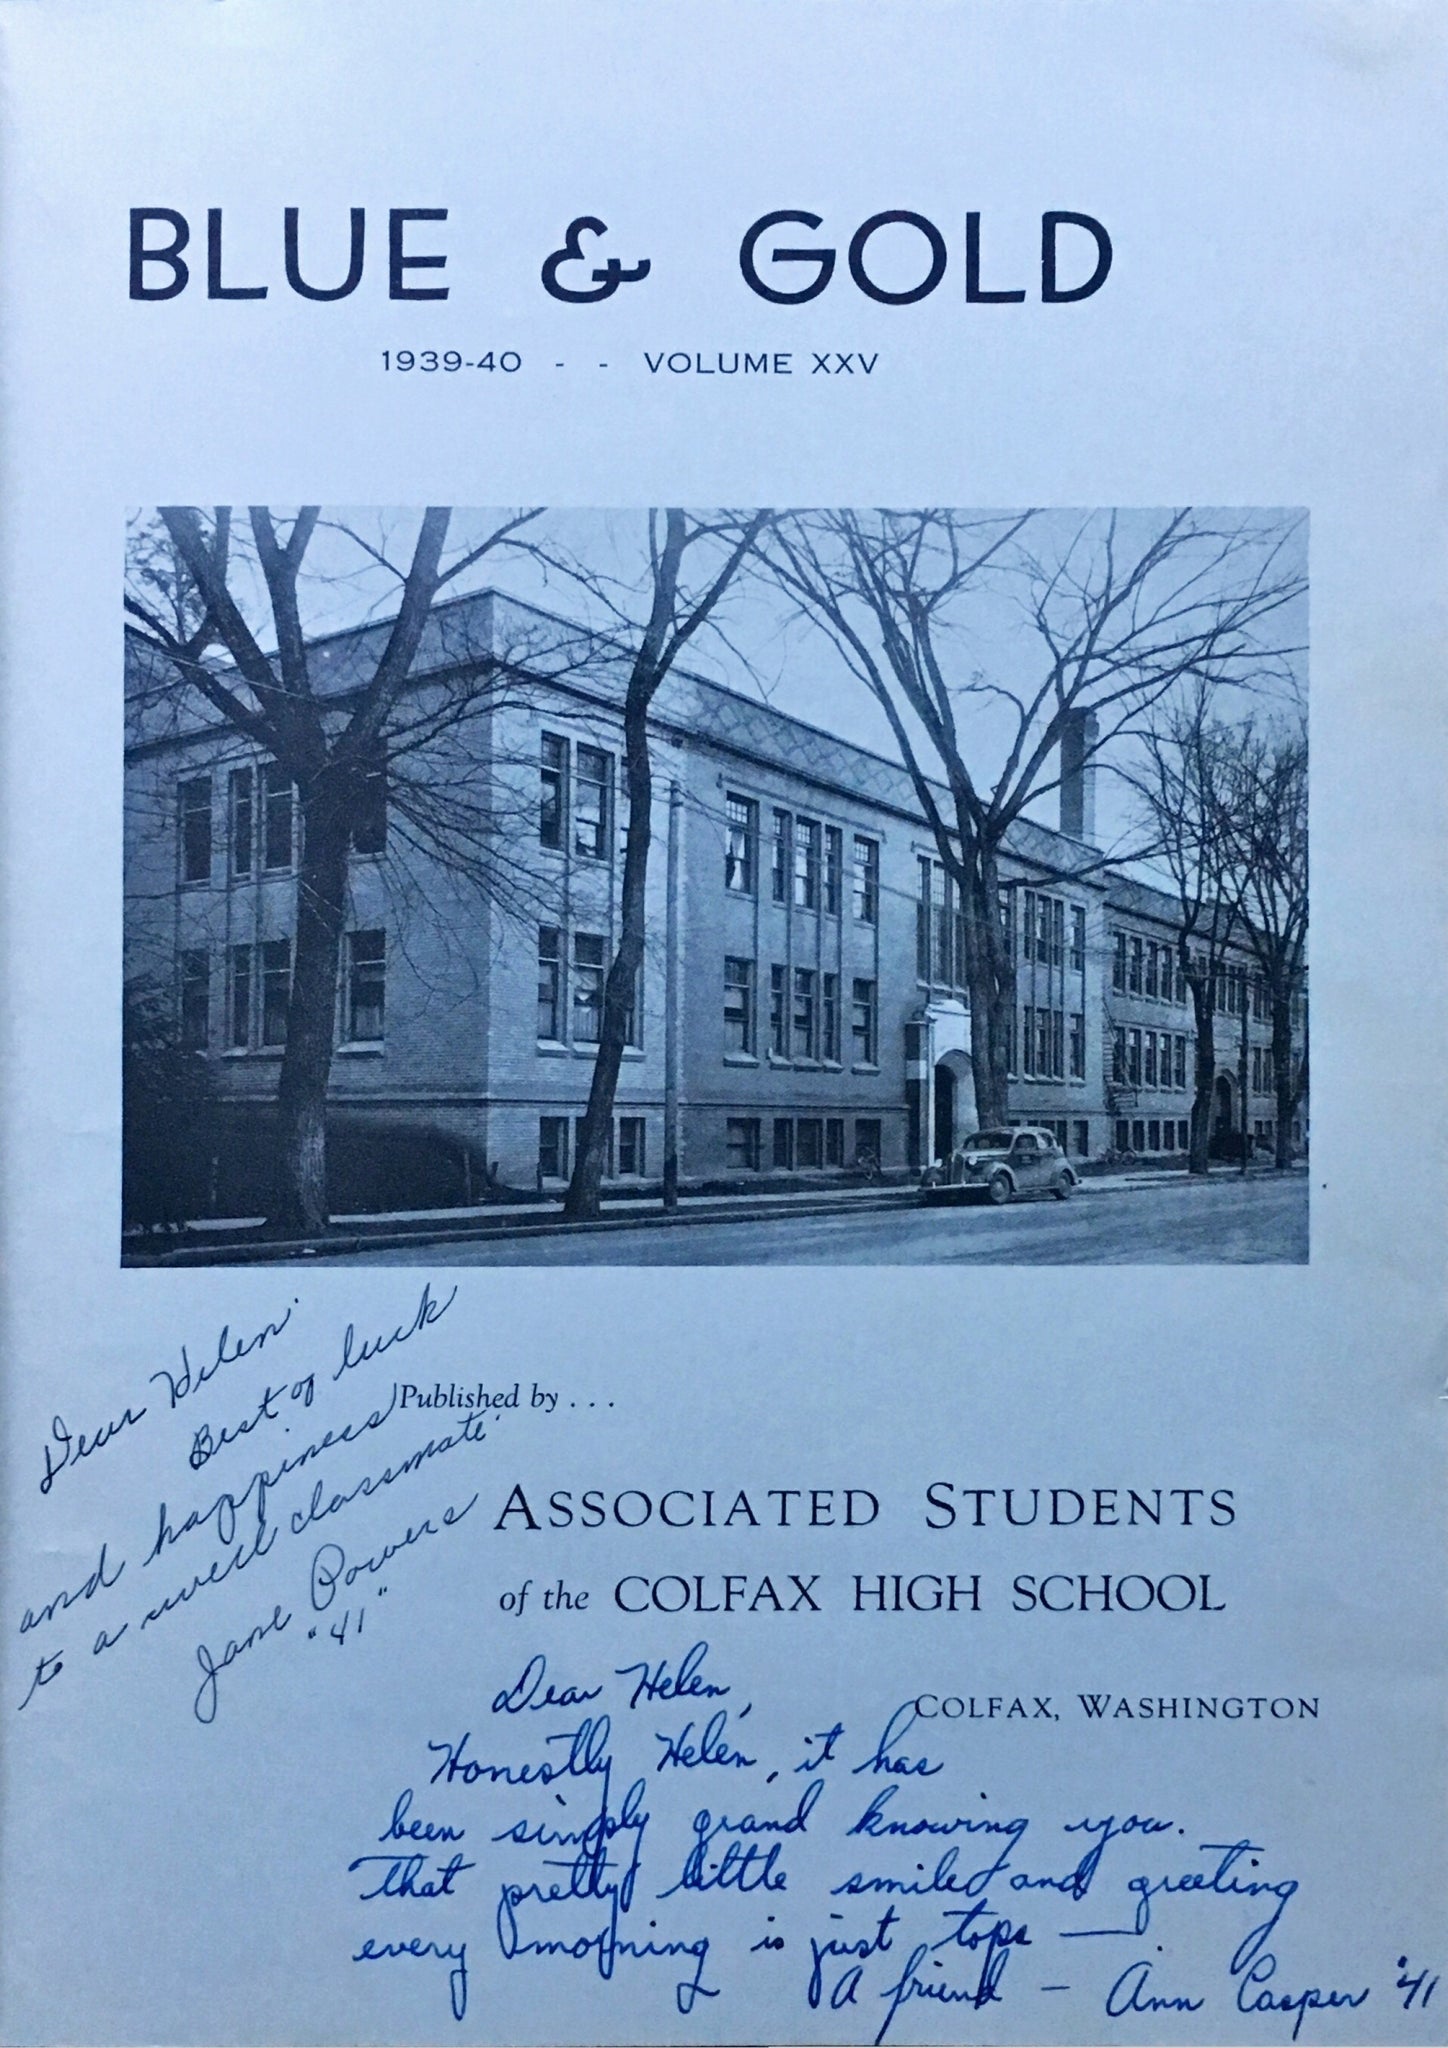 BLUE & GOLD
1939-40 - - VOLUME XXV
Dear Helen
Best of luck
and happiness
to a swell classmate
Jane Powers
"41"
Published by . . .
ASSOCIATED STUDENTS
of the COLFAX HIGH SCHOOL
COLFAX, WASHINGTON
Dear Helen,
Honestly Helen, it has
been simply grand knowing you.
That pretty little smile and greeting
every morning is just tops —
A friend - Ann Casper '41